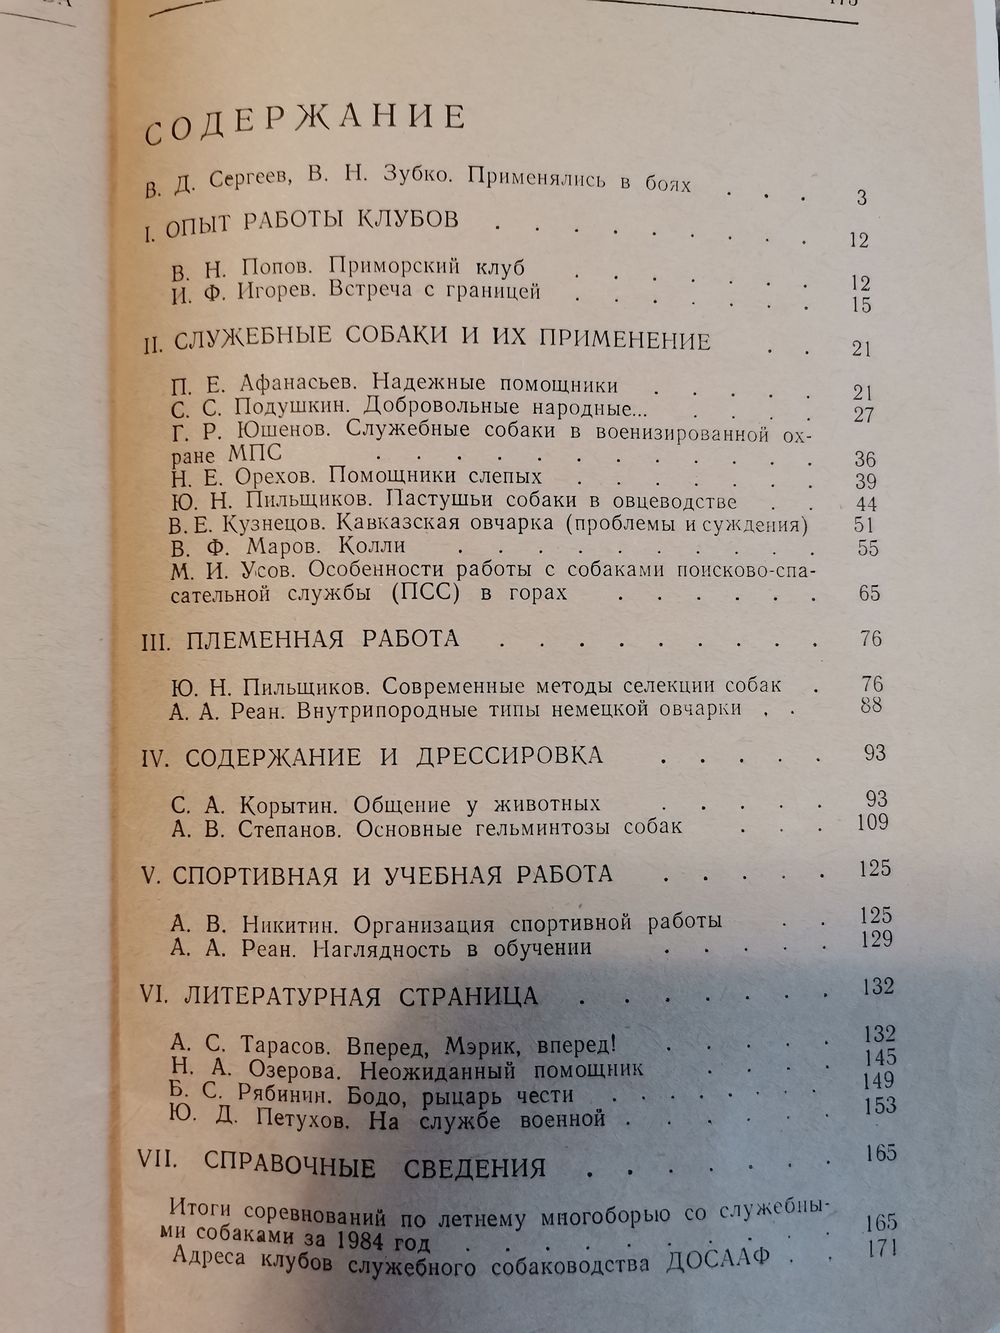 СОДЕРЖАНИЕ
В. Д. Сергеев, В. Н. Зубко. Применялись в боях . . . 3
I. ОПЫТ РАБОТЫ КЛУБОВ . . . . . . . . . 12
В. Н. Попов. Приморский клуб . . . . . . . 12
И. Ф. Игорев. Встреча с границей . . . . . . . 15
II. СЛУЖЕБНЫЕ СОБАКИ И ИХ ПРИМЕНЕНИЕ . . 21
П. Е. Афанасьев. Надежные помощники . . . . . 21
С. С. Подушкин. Добровольные народные... . . . . 27
Г. Р. Юшенов. Служебные собаки в военизированной ох-
ране МПС . . . . . . . . . . . 36
Н. Е. Орехов. Помощники слепых . . . . . . . 39
Ю. Н. Пильщиков. Пастушьи собаки в овцеводстве . . 44
В. Е. Кузнецов. Кавказская овчарка (проблемы и суждения) 51
В. Ф. Маров. Колли . . . . . . . . . . 55
М. И. Усов. Особенности работы с собаками поисково-спа-
сательной службы (ПСС) в горах . . . . . . 65
III. ПЛЕМЕННАЯ РАБОТА . . . . . . . . . 76
Ю. Н. Пильщиков. Современные методы селекции собак . 76
А. А. Реан. Внутрипородные типы немецкой овчарки . . 88
IV. СОДЕРЖАНИЕ И ДРЕССИРОВКА . . . . . 93
С. А. Корытин. Общение у животных . . . . . 93
А. В. Степанов. Основные гельминтозы собак . . . 109
V. СПОРТИВНАЯ И УЧЕБНАЯ РАБОТА . . . . . 125
А. В. Никитин. Организация спортивной работы . . 125
А. А. Реан. Наглядность в обучении . . . . . 129
VI. ЛИТЕРАТУРНАЯ СТРАНИЦА . . . . . . . 132
А. С. Тарасов. Вперед, Мэрик, вперед! . . . . . 132
Н. А. Озерова. Неожиданный помощник . . . . 145
Б. С. Рябинин. Бодо, рыцарь чести . . . . . . . . 149
Ю. Д. Петухов. На службе военной . . . . . . 153
VII. СПРАВОЧНЫЕ СВЕДЕНИЯ . . . . . . . 165
Итоги соревнований по летнему многоборью со служебны-
ми собаками за 1984 год . . . . . . . . . . 165
Адреса клубов служебного собаководства ДОСААФ . . 171